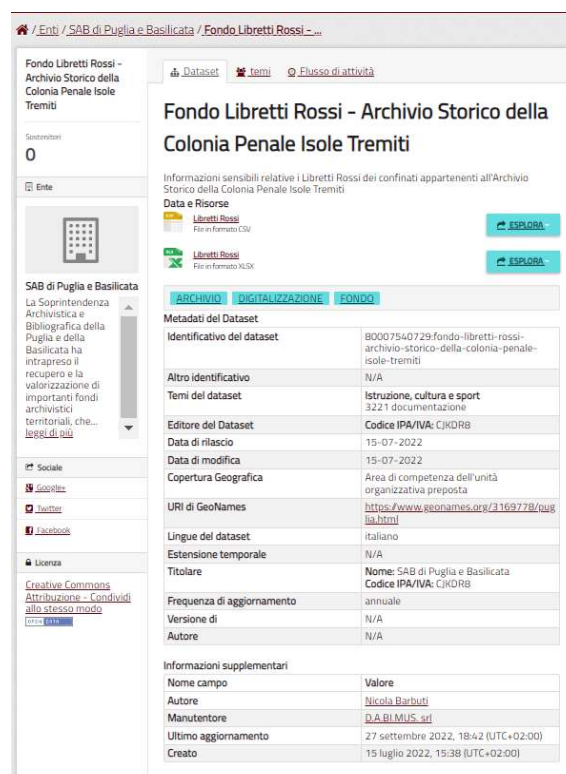 / Enti / SAB di Puglia e Basilicata / Fondo Libretti Rossi - ...
Fondo Libretti Rossi -
Archivio Storico della
Colonia Penale Isole
Tremiti
Sostenitori
0
Ente
SAB di Puglia e Basilicata
La Soprintendenza
Archivistica e
Bibliografica della
Puglia e della
Basilicata ha
intrapreso il
recupero e la
valorizzazione di
importanti fondi
archivistici
territoriali, che...
leggi di più
Sociale
Google+
Twitter
Facebook
Licenza
Creative Commons
Attribuzione - Condividi
allo stesso modo
OPEN DATA
Dataset temi Flusso di attività
Fondo Libretti Rossi - Archivio Storico della
Colonia Penale Isole Tremiti
Informazioni sensibili relative i Libretti Rossi dei confinati appartenenti all'Archivio
Storico della Colonia Penale Isole Tremiti
Data e Risorse
Libretti Rossi
File in formato CSV
ESPLORA
Libretti Rossi
File in formato XLSX
ESPLORA
ARCHIVIO DIGITALIZZAZIONE FONDO
Metadati del Dataset
Identificativo del dataset 80007540729:fondo-libretti-rossi-
archivio-storico-della-colonia-penale-
isole-tremiti
Altro identificativo N/A
Temi del dataset Istruzione, cultura e sport
3221 documentazione
Editore del Dataset Codice IPA/IVA: CJKDR8
Data di rilascio 15-07-2022
Data di modifica 15-07-2022
Copertura Geografica Area di competenza dell'unità
organizzativa preposta
URI di GeoNames https://www.geonames.org/3169778/pug
lia.html
Lingue del dataset italiano
Estensione temporale N/A
Titolare Nome: SAB di Puglia e Basilicata
Codice IPA/IVA: CJKDR8
Frequenza di aggiornamento annuale
Versione di N/A
Autore N/A
Informazioni supplementari
Nome campo Valore
Autore Nicola Barbuti
Manutentore D.A.BI.MUS. srl
Ultimo aggiornamento 27 settembre 2022, 18:42 (UTC+02:00)
Creato 15 luglio 2022, 15:38 (UTC+02:00)